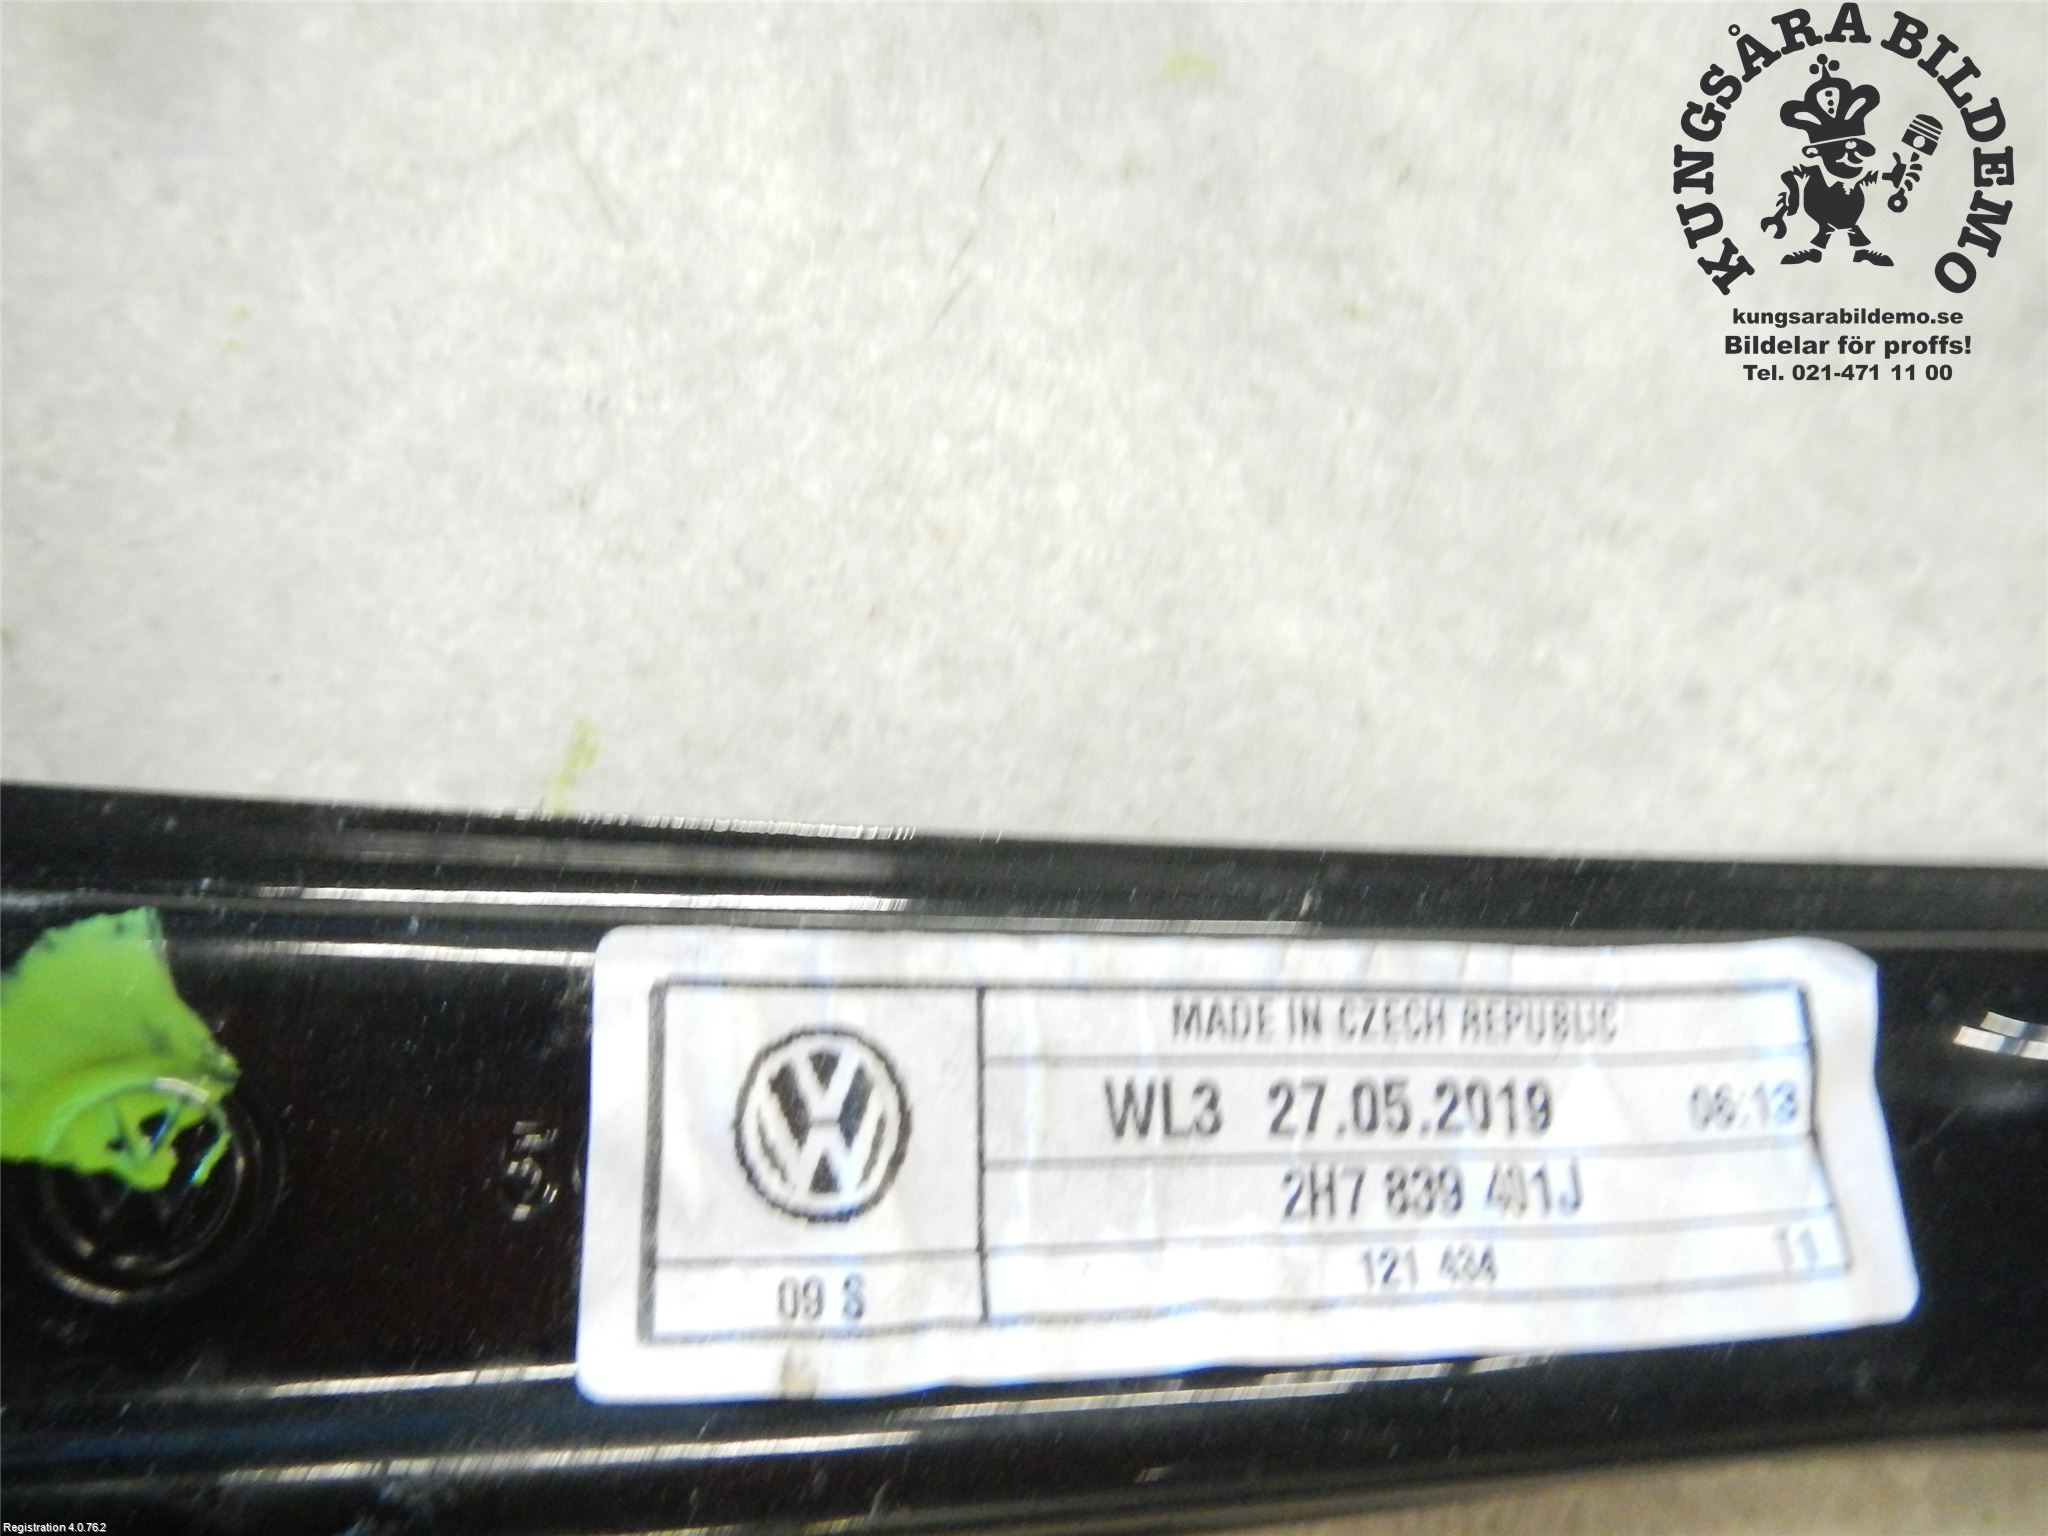 KUNGSÅRA BILDEMO
kungsarabildemo.se
Bildelar för proffs!
Tel. 021-471 11 00
MADE IN CZECH REPUBLIC
WL3 27.05.2019 06:13
2H7 839 401J
121 434 T1
09 S
Registration 4.0.76.2